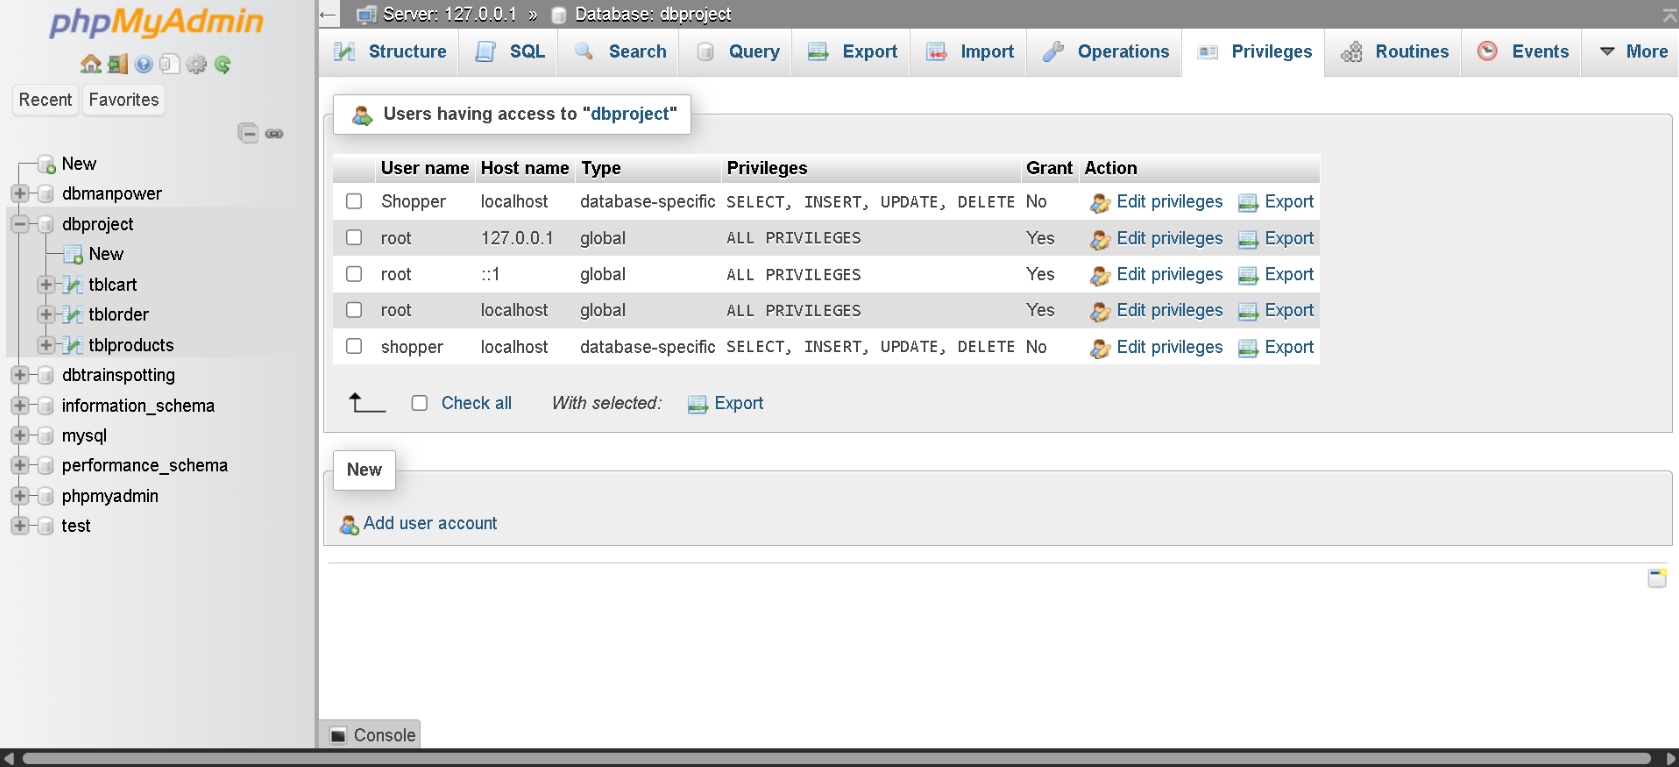 phpMyAdmin
Recent Favorites
New
dbmanpower
dbproject
New
tblcart
tblorder
tblproducts
dbtrainspotting
information_schema
mysql
performance_schema
phpmyadmin
test
Server: 127.0.0.1 » Database: dbproject
Structure SQL Search Query Export Import Operations Privileges Routines Events More
Users having access to "dbproject"
User name Host name Type Privileges Grant Action
Shopper localhost database-specific SELECT, INSERT, UPDATE, DELETE No Edit privileges Export
root 127.0.0.1 global ALL PRIVILEGES Yes Edit privileges Export
root ::1 global ALL PRIVILEGES Yes Edit privileges Export
root localhost global ALL PRIVILEGES Yes Edit privileges Export
shopper localhost database-specific SELECT, INSERT, UPDATE, DELETE No Edit privileges Export
Check all With selected: Export
New
Add user account
Console